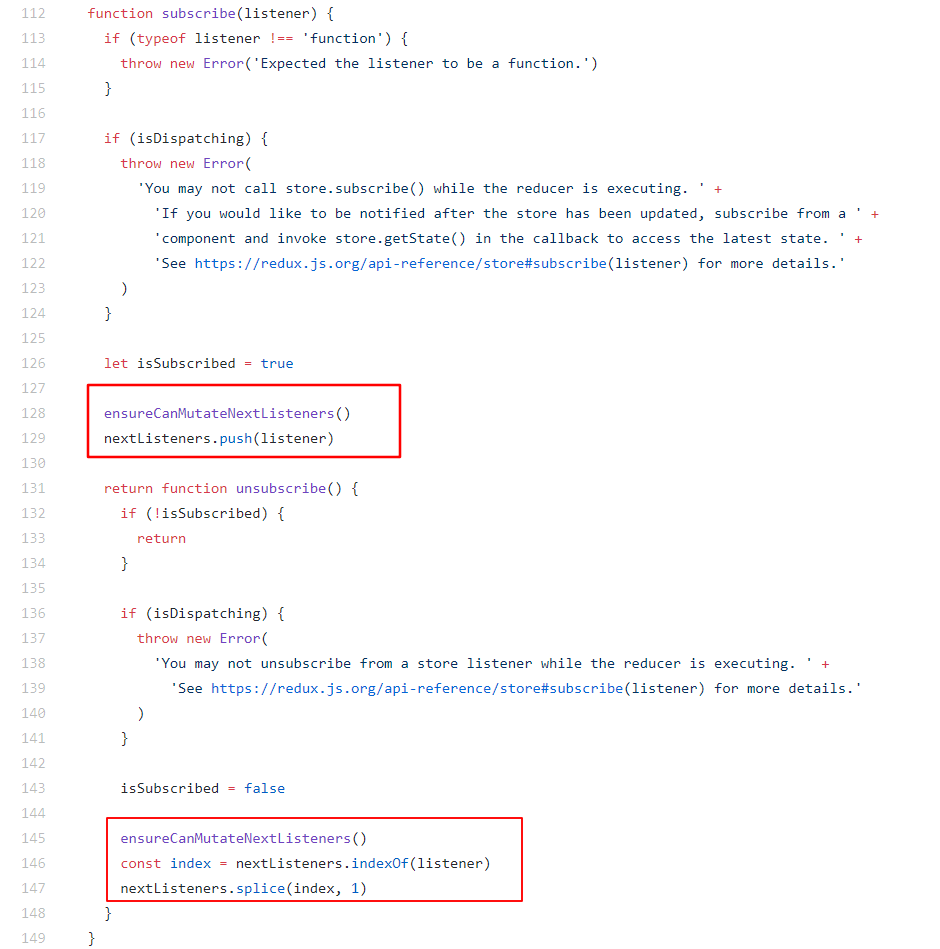 112 function subscribe(listener) {
113 if (typeof listener !== 'function') {
114 throw new Error('Expected the listener to be a function.')
115 }
116
117 if (isDispatching) {
118 throw new Error(
119 'You may not call store.subscribe() while the reducer is executing. ' +
120 'If you would like to be notified after the store has been updated, subscribe from a ' +
121 'component and invoke store.getState() in the callback to access the latest state. ' +
122 'See https://redux.js.org/api-reference/store#subscribe(listener) for more details.'
123 )
124 }
125
126 let isSubscribed = true
127
128 ensureCanMutateNextListeners()
129 nextListeners.push(listener)
130
131 return function unsubscribe() {
132 if (!isSubscribed) {
133 return
134 }
135
136 if (isDispatching) {
137 throw new Error(
138 'You may not unsubscribe from a store listener while the reducer is executing. ' +
139 'See https://redux.js.org/api-reference/store#subscribe(listener) for more details.'
140 )
141 }
142
143 isSubscribed = false
144
145 ensureCanMutateNextListeners()
146 const index = nextListeners.indexOf(listener)
147 nextListeners.splice(index, 1)
148 }
149 }